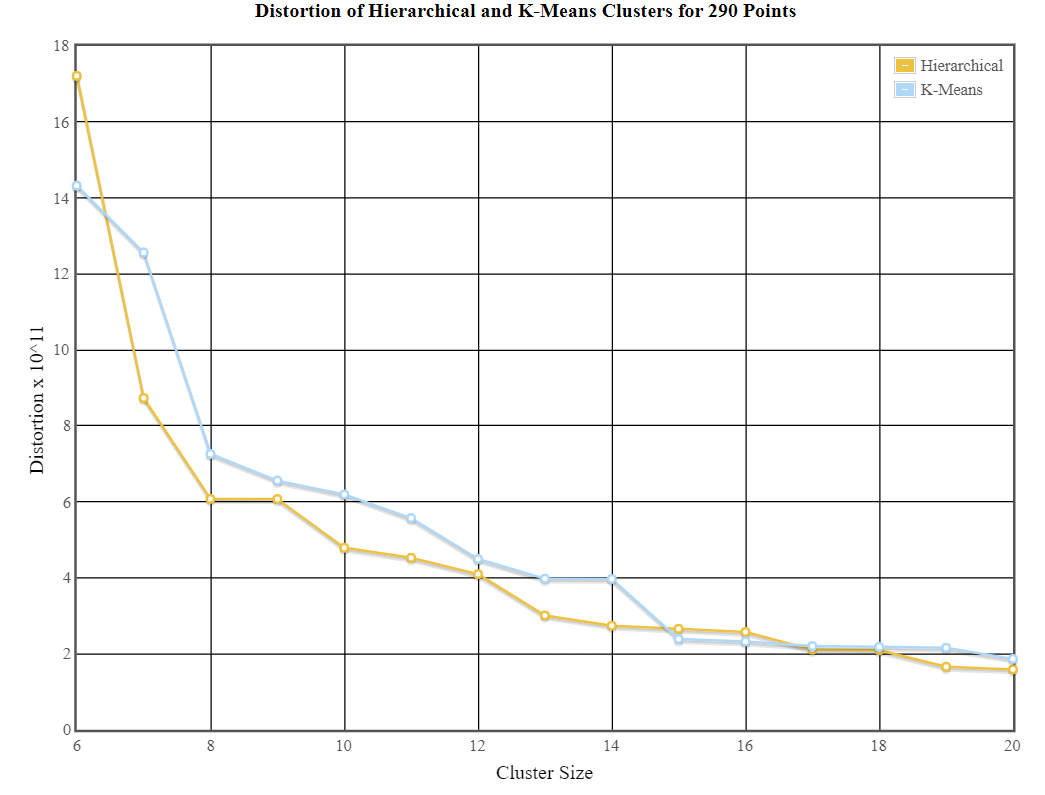 Distortion of Hierarchical and K-Means Clusters for 290 Points
18
16
14
12
10
8
6
4
2
0
Distortion x 10^11
Hierarchical
K-Means
6 8 10 12 14 16 18 20
Cluster Size